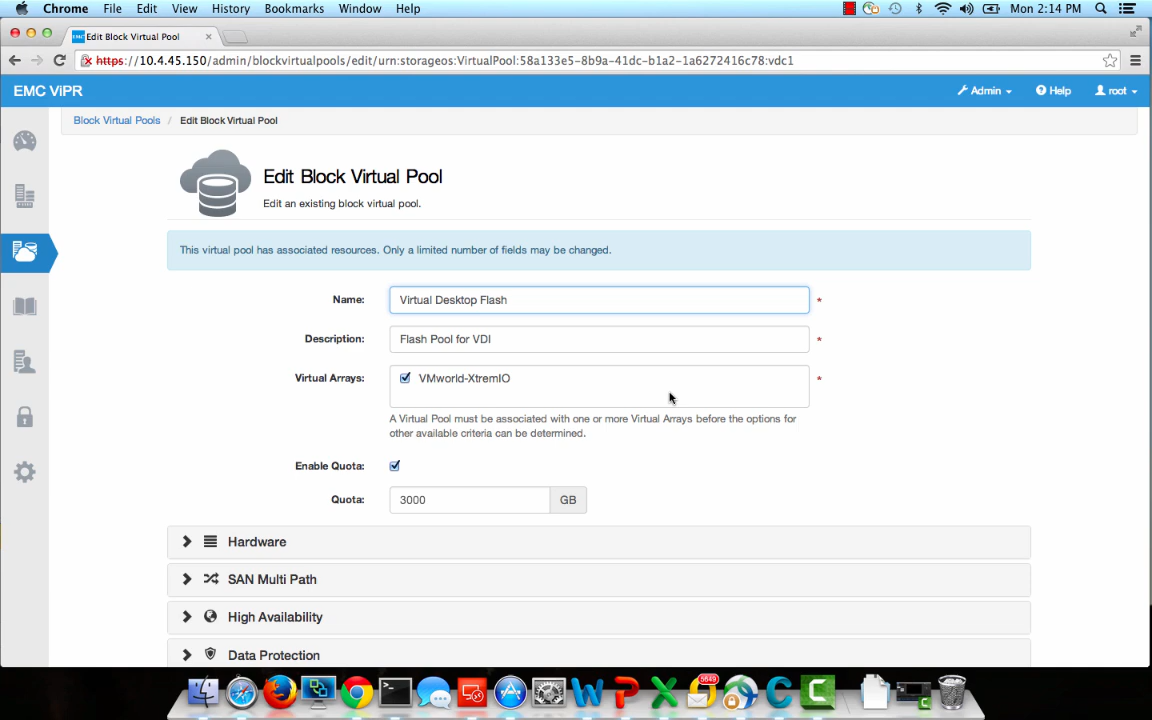 Chrome File Edit View History Bookmarks Window Help Mon 2:14 PM
Edit Block Virtual Pool
https://10.4.45.150/admin/blockvirtualpools/edit/urn:storageos:VirtualPool:58a133e5-8b9a-41dc-b1a2-1a6272416c78:vdc1
EMC ViPR Admin Help root
Block Virtual Pools / Edit Block Virtual Pool
Edit Block Virtual Pool
Edit an existing block virtual pool.
This virtual pool has associated resources. Only a limited number of fields may be changed.
Name: Virtual Desktop Flash *
Description: Flash Pool for VDI *
Virtual Arrays: VMworld-XtremIO *
A Virtual Pool must be associated with one or more Virtual Arrays before the options for
other available criteria can be determined.
Enable Quota:
Quota: 3000 GB
Hardware
SAN Multi Path
High Availability
Data Protection
5649